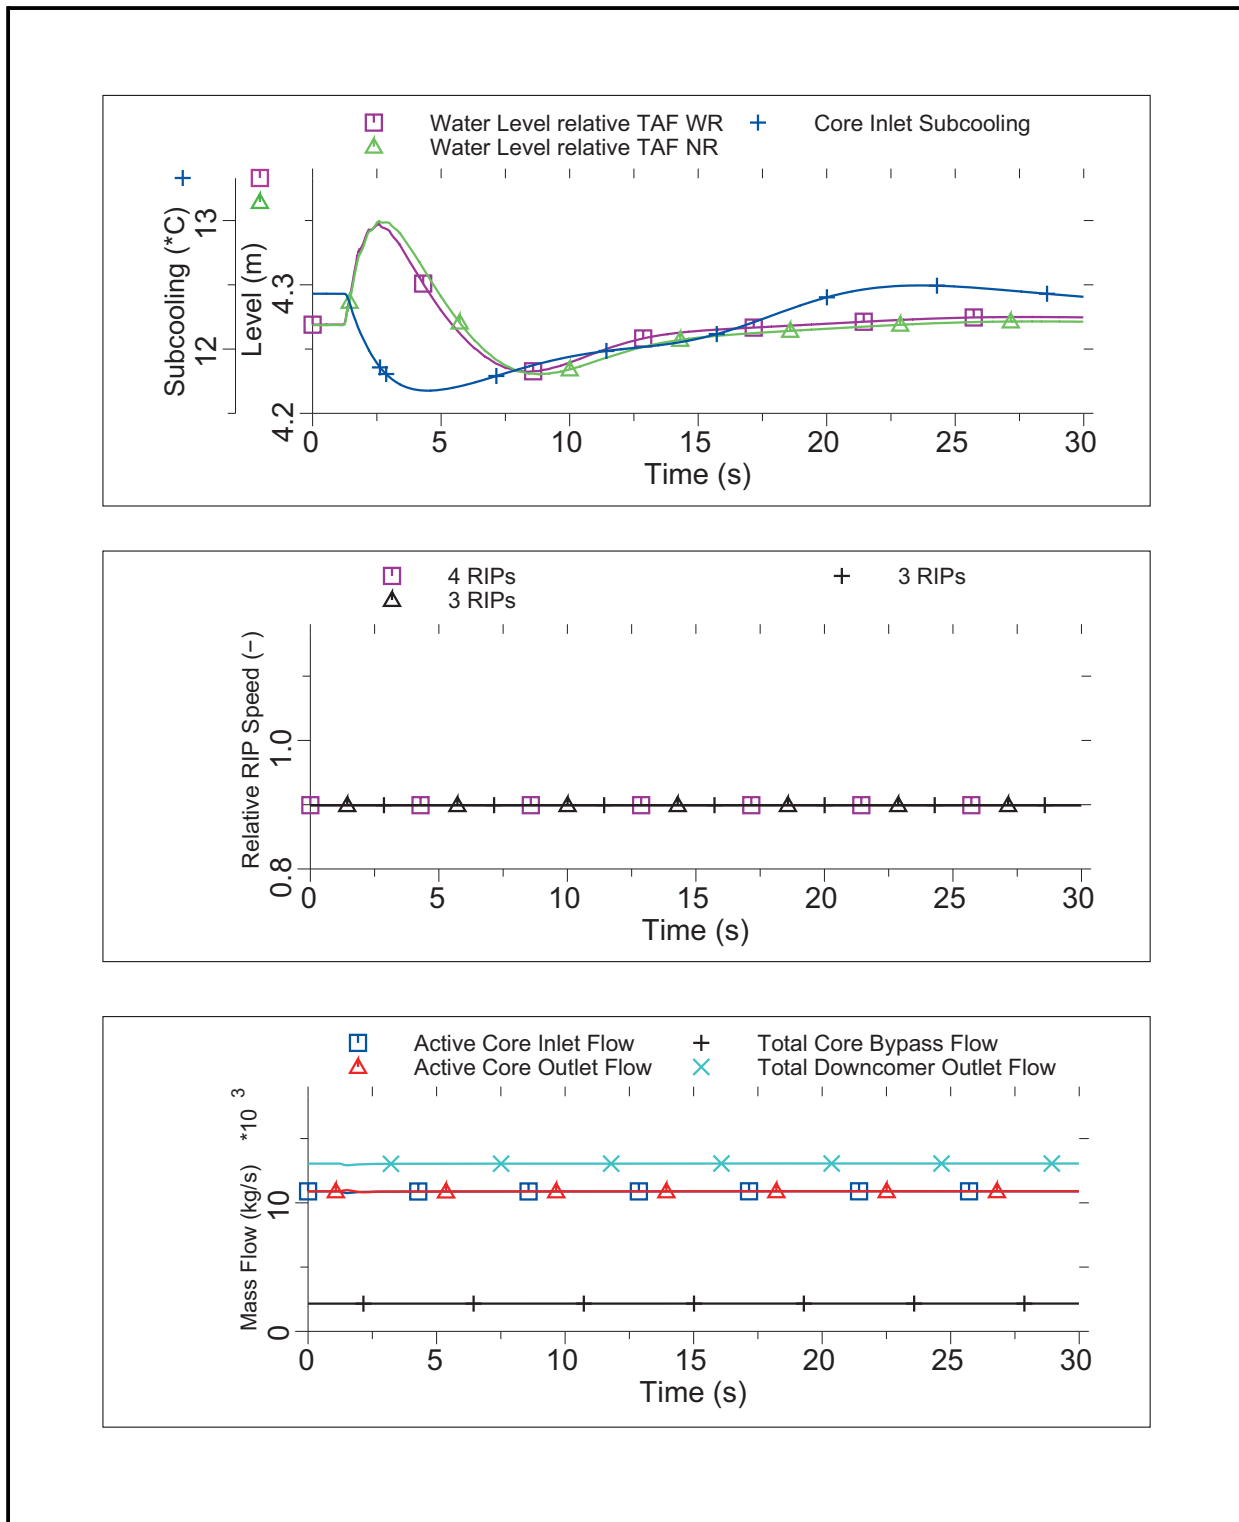 Water Level relative TAF WR
Core Inlet Subcooling
Water Level relative TAF NR
Subcooling (*C)
13
12
Level (m)
4.3
4.2
0 5 10 15 20 25 30
Time (s)
4 RIPs
3 RIPs
3 RIPs
Relative RIP Speed (−)
1.0
0.8
0 5 10 15 20 25 30
Time (s)
Active Core Inlet Flow
Total Core Bypass Flow
Active Core Outlet Flow
Total Downcomer Outlet Flow
Mass Flow (kg/s) *10 3
10
0
0 5 10 15 20 25 30
Time (s)